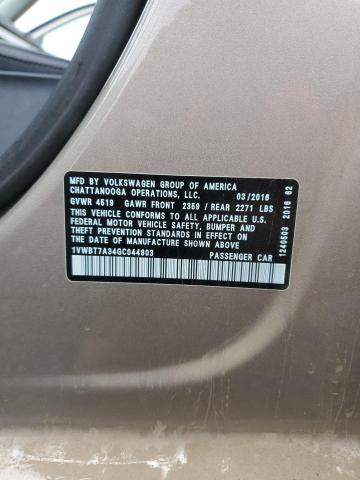 MFD BY VOLKSWAGEN GROUP OF AMERICA
CHATTANOOGA OPERATIONS, LLC. 03/2016
GVWR 4519 GAWR FRONT 2359 / REAR 2271 LBS
THIS VEHICLE CONFORMS TO ALL APPLICABLE U.S.
FEDERAL MOTOR VEHICLE SAFETY, BUMPER AND
THEFT PREVENTION STANDARDS IN EFFECT ON
DATE OF MANUFACTURE SHOWN ABOVE
1VWBT7A34GC044803 PASSENGER CAR
1240503 2016 62